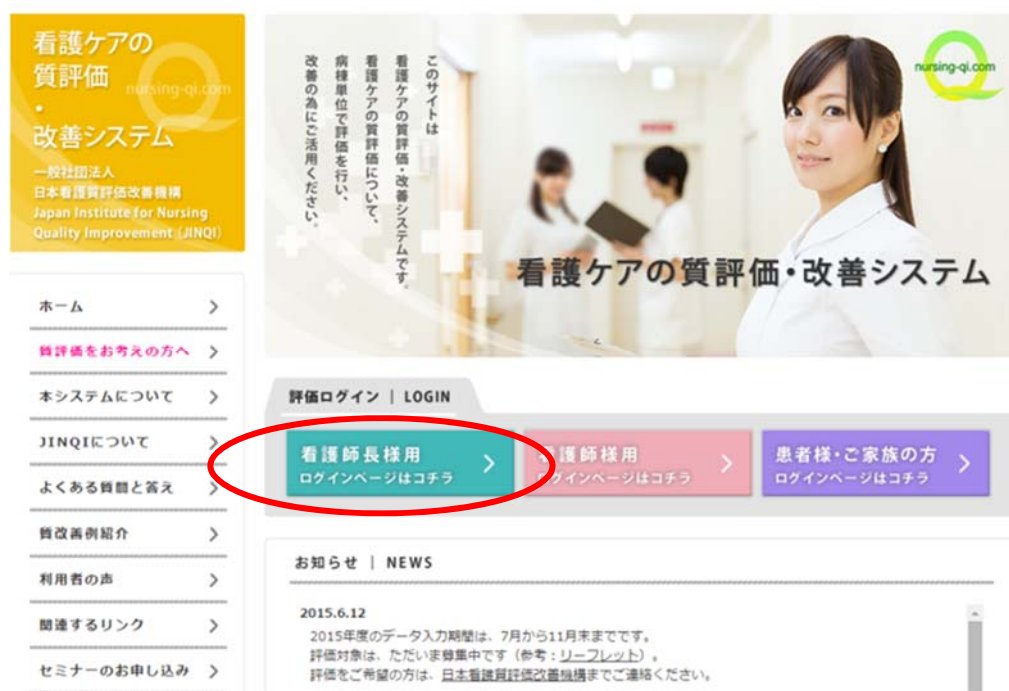 看護ケアの
質評価
・
改善システム
nursing-qi.com
一般社団法人
日本看護質評価改善機構
Japan Institute for Nursing
Quality Improvement (JINQI)
ホーム
質評価をお考えの方へ
本システムについて
JINQIについて
よくある質問と答え
質改善例紹介
利用者の声
関連するリンク
セミナーのお申し込み
このサイトは
看護ケアの質評価・改善システムです。
看護ケアの質評価について、
病棟単位で評価を行い、
改善の為にご活用ください。
nursing-qi.com
看護ケアの質評価・改善システム
評価ログイン | LOGIN
看護師長様用
ログインページはコチラ
看護師様用
ログインページはコチラ
患者様・ご家族の方
ログインページはコチラ
お知らせ | NEWS
2015.6.12
2015年度のデータ入力期間は、7月から11月末までです。
評価対象は、ただいま募集中です（参考：リーフレット）。
評価をご希望の方は、日本看護質評価改善機構までご連絡ください。